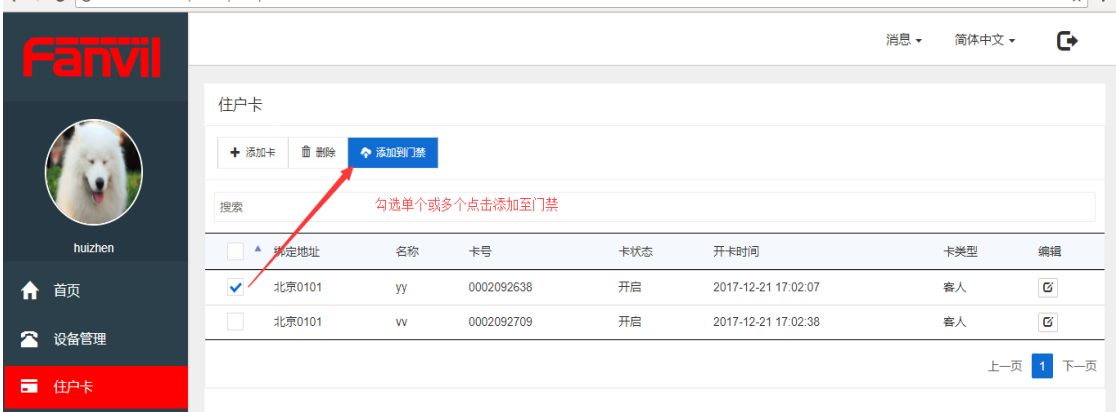 Fanvil
消息
简体中文
住户卡
添加卡 删除 添加到门禁
搜索
勾选单个或多个点击添加至门禁
huizhen
绑定地址 名称 卡号 卡状态 开卡时间 卡类型 编辑
首页
北京0101 yy 0002092638 开启 2017-12-21 17:02:07 客人
北京0101 vv 0002092709 开启 2017-12-21 17:02:38 客人
设备管理
上一页 1 下一页
住户卡